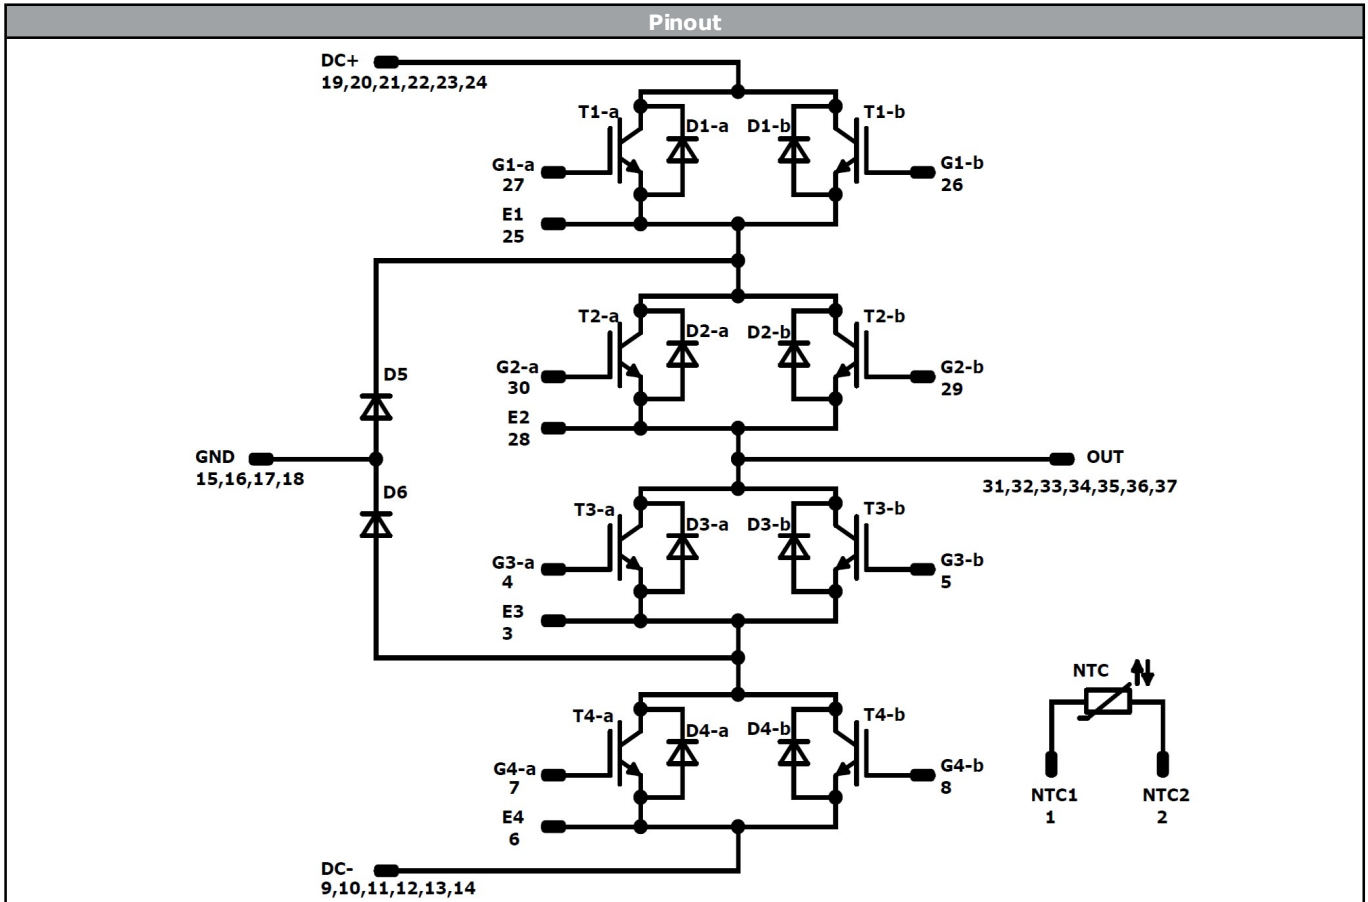 Pinout
DC+
19,20,21,22,23,24
T1-a
D1-a
D1-b
T1-b
G1-a
27
G1-b
26
E1
25
T2-a
D2-a
D2-b
T2-b
G2-a
30
G2-b
29
E2
28
D5
GND
15,16,17,18
OUT
31,32,33,34,35,36,37
D6
T3-a
D3-a
D3-b
T3-b
G3-a
4
G3-b
5
E3
3
T4-a
D4-a
D4-b
T4-b
G4-a
7
G4-b
8
E4
6
NTC
NTC1
1
NTC2
2
DC-
9,10,11,12,13,14